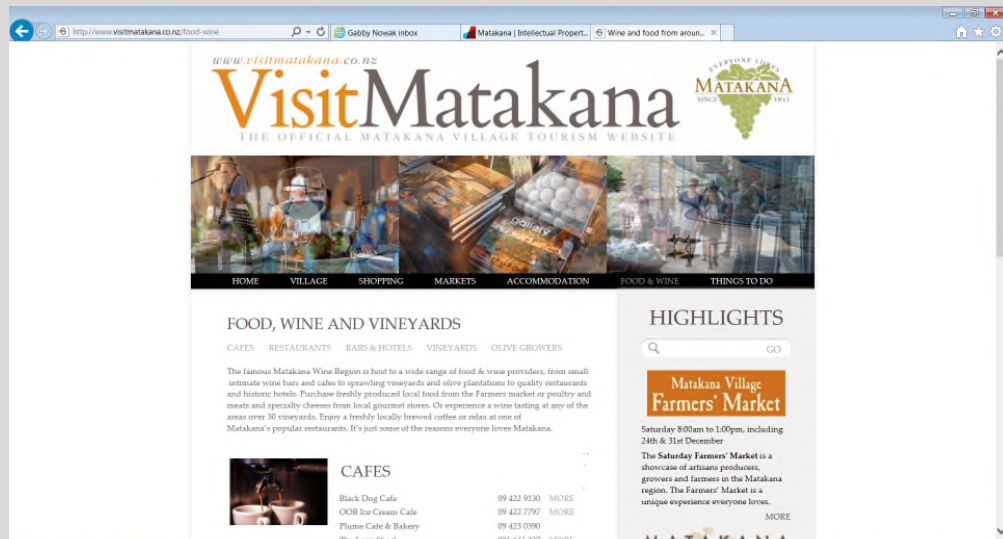 http://www.visitmatakana.co.nz/food-wine
Gabby Nowak inbox
Matakana | Intellectual Propert...
Wine and food from aroun...
www.visitmatakana.co.nz
VisitMatakana
THE OFFICIAL MATAKANA VILLAGE TOURISM WEBSITE
EVERYONE LOVES
MATAKANA
SINCE 1841
gallery
HOME VILLAGE SHOPPING MARKETS ACCOMMODATION FOOD & WINE THINGS TO DO
FOOD, WINE AND VINEYARDS
CAFES RESTAURANTS BARS & HOTELS VINEYARDS OLIVE GROWERS
The famous Matakana Wine Region is host to a wide range of food & wine providers, from small
intimate wine bars and cafes to sprawling vineyards and olive plantations to quality restaurants
and historic hotels. Purchase freshly produced local food from the Farmers market or poultry and
meats and specialty cheeses from local gourmet stores. Or experience a wine tasting at any of the
areas over 30 vineyards. Enjoy a freshly locally brewed coffee or relax at one of
Matakana's popular restaurants. It's just some of the reasons everyone loves Matakana.
CAFES
Black Dog Cafe 09 422 9130 MORE
OOB Ice Cream Cafe 09 422 7797 MORE
Plume Cafe & Bakery 09 423 0390
HIGHLIGHTS
GO
Matakana Village
Farmers' Market
Saturday 8:00am to 1:00pm, including
24th & 31st December
The Saturday Farmers' Market is a
showcase of artisans producers,
growers and farmers in the Matakana
region. The Farmers' Market is a
unique experience everyone loves.
MORE
MATAKANA